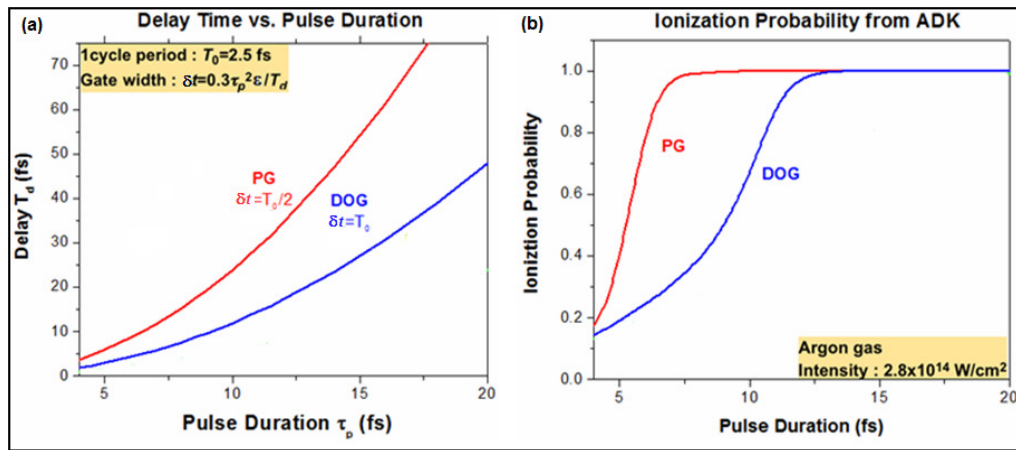 (a)
Delay Time vs. Pulse Duration
1cycle period : T₀=2.5 fs
Gate width : δt=0.3τₚ²ε/T_d
70
60
50
40
30
20
10
0
Delay T_d (fs)
PG
δt=T₀/2
DOG
δt=T₀
5
10
15
20
Pulse Duration τₚ (fs)
(b)
Ionization Probability from ADK
1.0
0.8
0.6
0.4
0.2
0.0
Ioniztion Probability
PG
DOG
Argon gas
Intensity : 2.8x10¹⁴ W/cm²
5
10
15
20
Pulse Duration (fs)